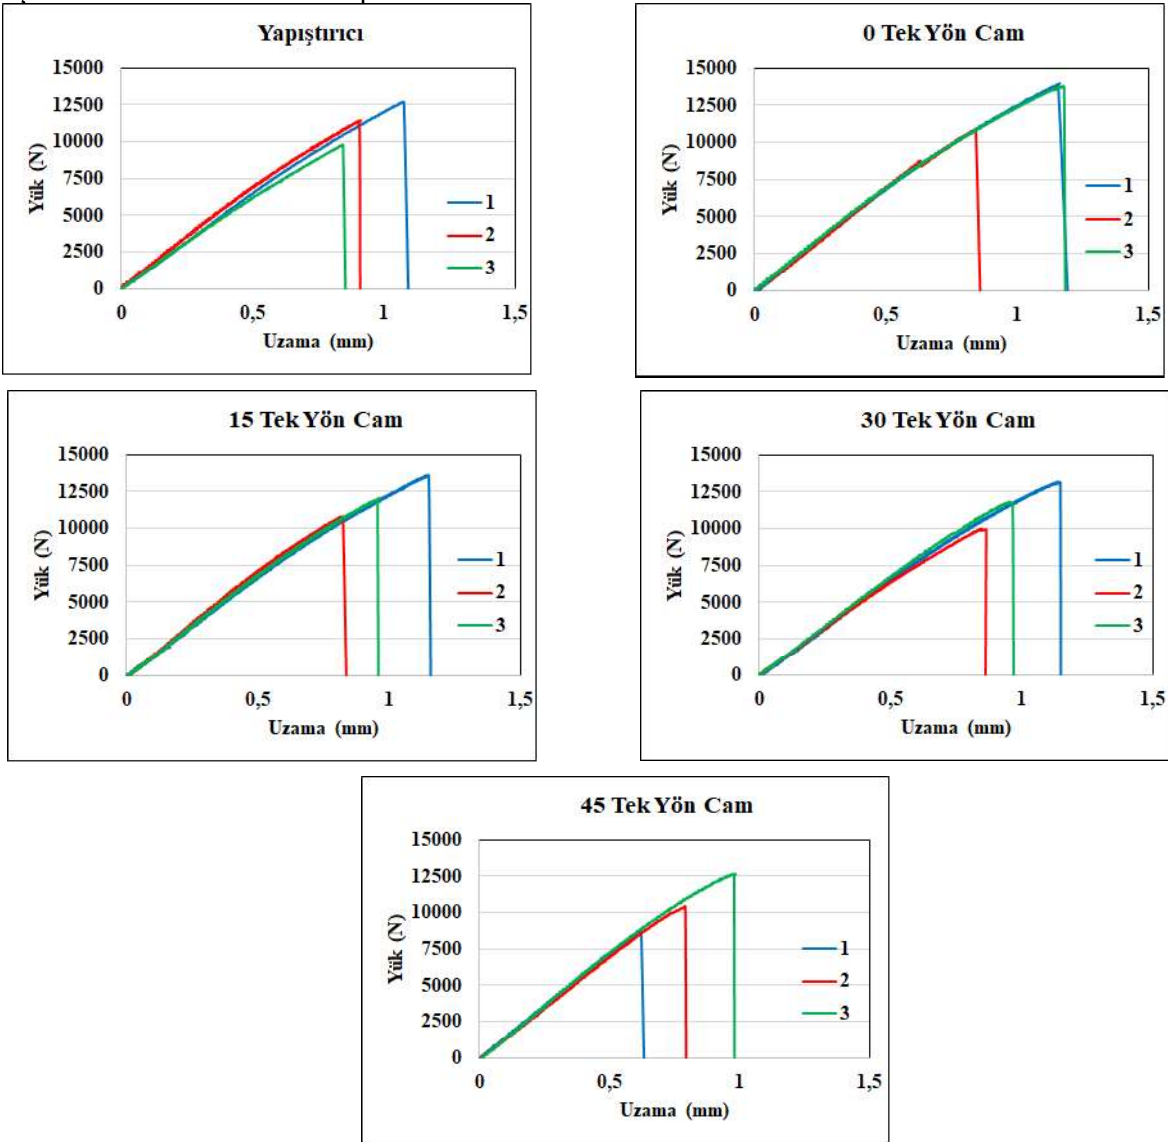 Yapıştırıcı
15000
12500
10000
7500
5000
2500
0
Yük (N)
0 0,5 1 1,5
Uzama (mm)
1
2
3
0 Tek Yön Cam
15000
12500
10000
7500
5000
2500
0
Yük (N)
0 0,5 1 1,5
Uzama (mm)
1
2
3
15 Tek Yön Cam
15000
12500
10000
7500
5000
2500
0
Yük (N)
0 0,5 1 1,5
Uzama (mm)
1
2
3
30 Tek Yön Cam
15000
12500
10000
7500
5000
2500
0
Yük (N)
0 0,5 1 1,5
Uzama (mm)
1
2
3
45 Tek Yön Cam
15000
12500
10000
7500
5000
2500
0
Yük (N)
0 0,5 1 1,5
Uzama (mm)
1
2
3